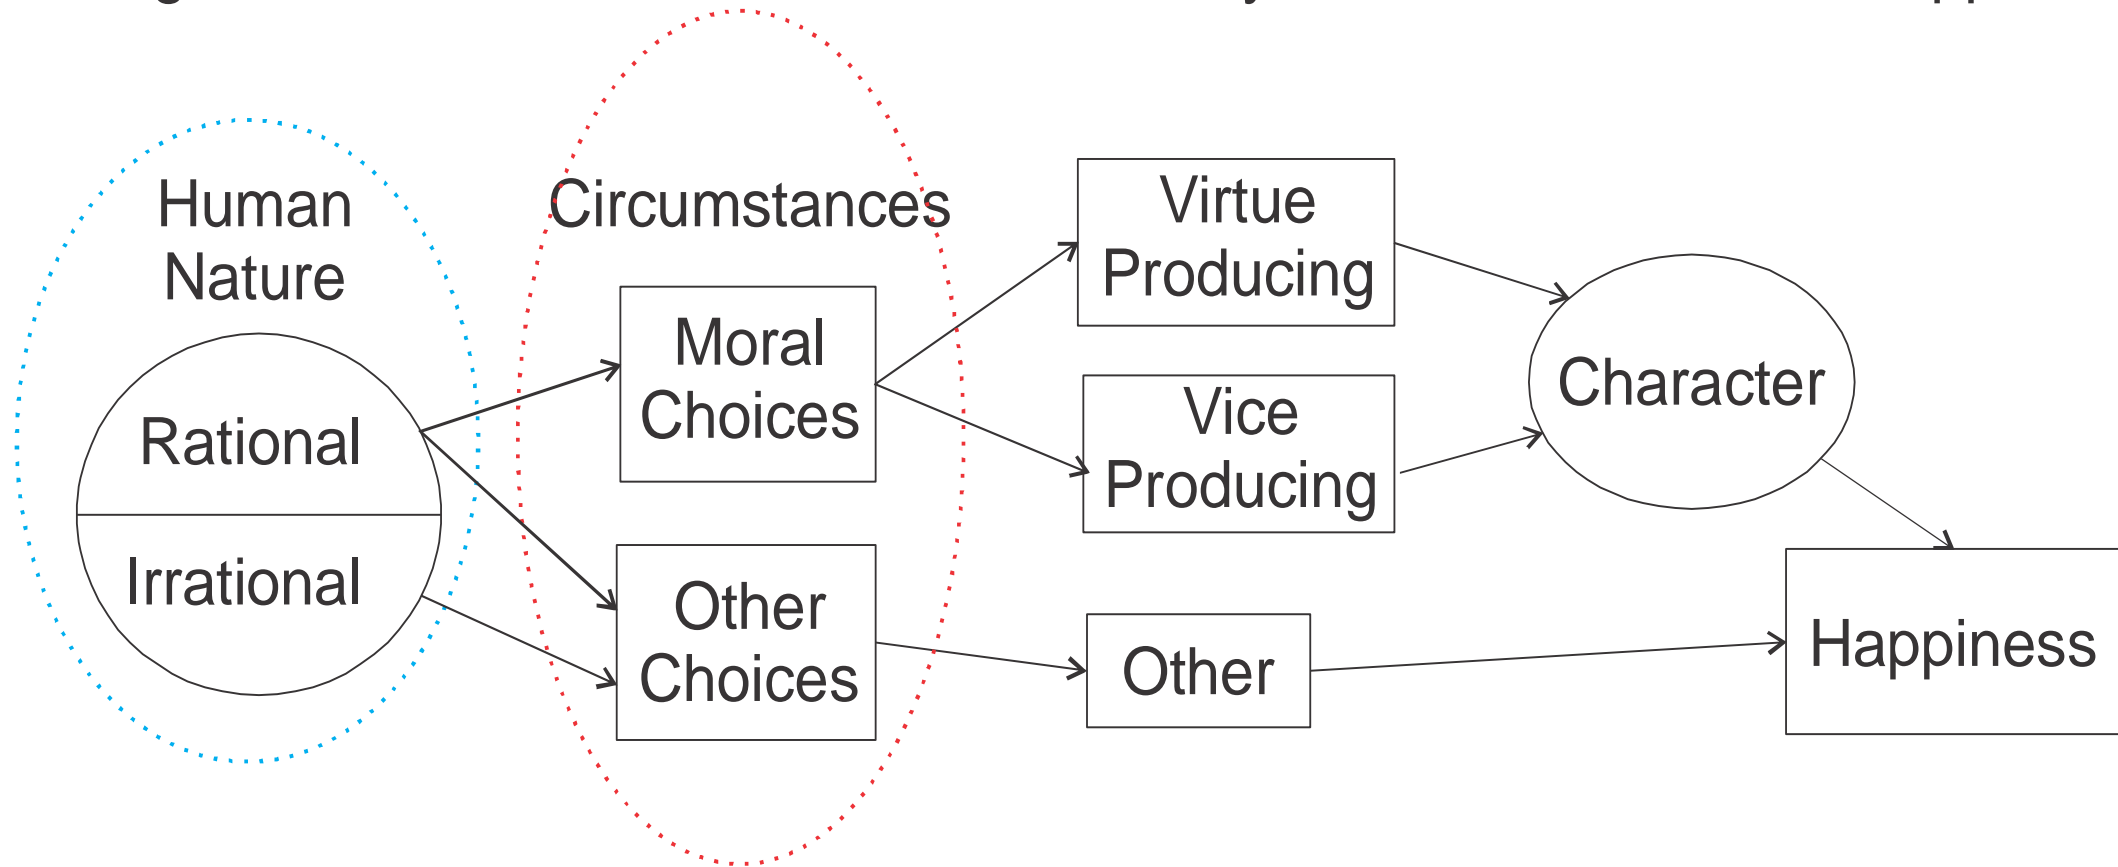 Human
Nature
Rational
Irrational
Circumstances
Moral
Choices
Other
Choices
Virtue
Producing
Vice
Producing
Other
Character
Happiness